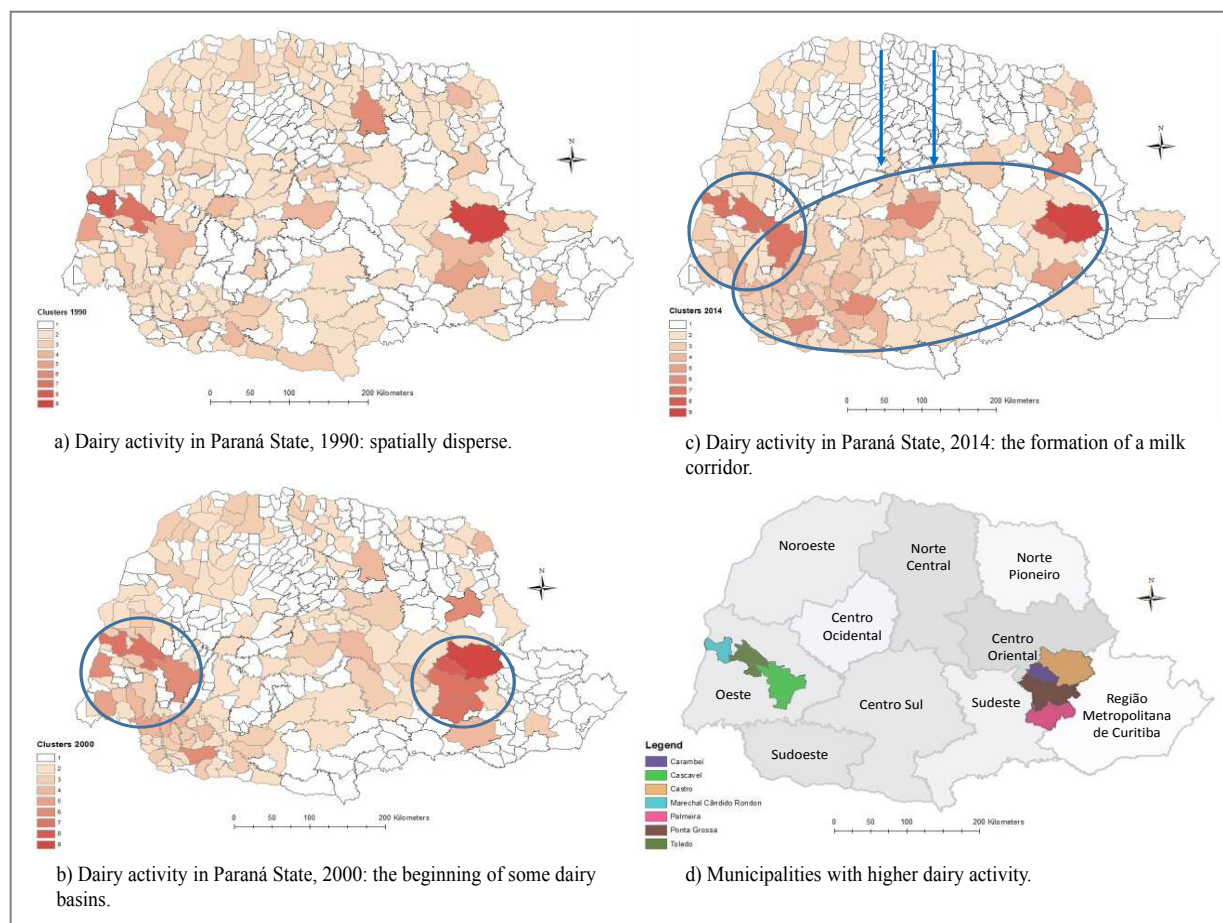 N
Clusters 1990
1
2
3
4
5
6
7
8
9
0 50 100 200 Kilometers
a) Dairy activity in Paraná State, 1990: spatially disperse.
N
Clusters 2014
1
2
3
4
5
6
7
8
9
0 50 100 200 Kilometers
c) Dairy activity in Paraná State, 2014: the formation of a milk
corridor.
N
Clusters 2000
1
2
3
4
5
6
7
8
9
0 50 100 200 Kilometers
b) Dairy activity in Paraná State, 2000: the beginning of some dairy
basins.
Noroeste
Norte
Central
Norte
Pioneiro
N
Centro
Ocidental
Centro
Oriental
Oeste
Centro Sul
Sudeste
Região
Metropolitana
de Curitiba
Sudoeste
Legend
Carambeí
Cascavel
Castro
Marechal Cândido Rondon
Palmeira
Ponta Grossa
Toledo
0 50 100 200 Kilometers
d) Municipalities with higher dairy activity.